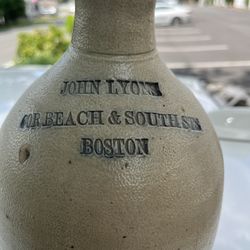 JOHN LYONS
COR. BEACH & SOUTH STS
BOSTON